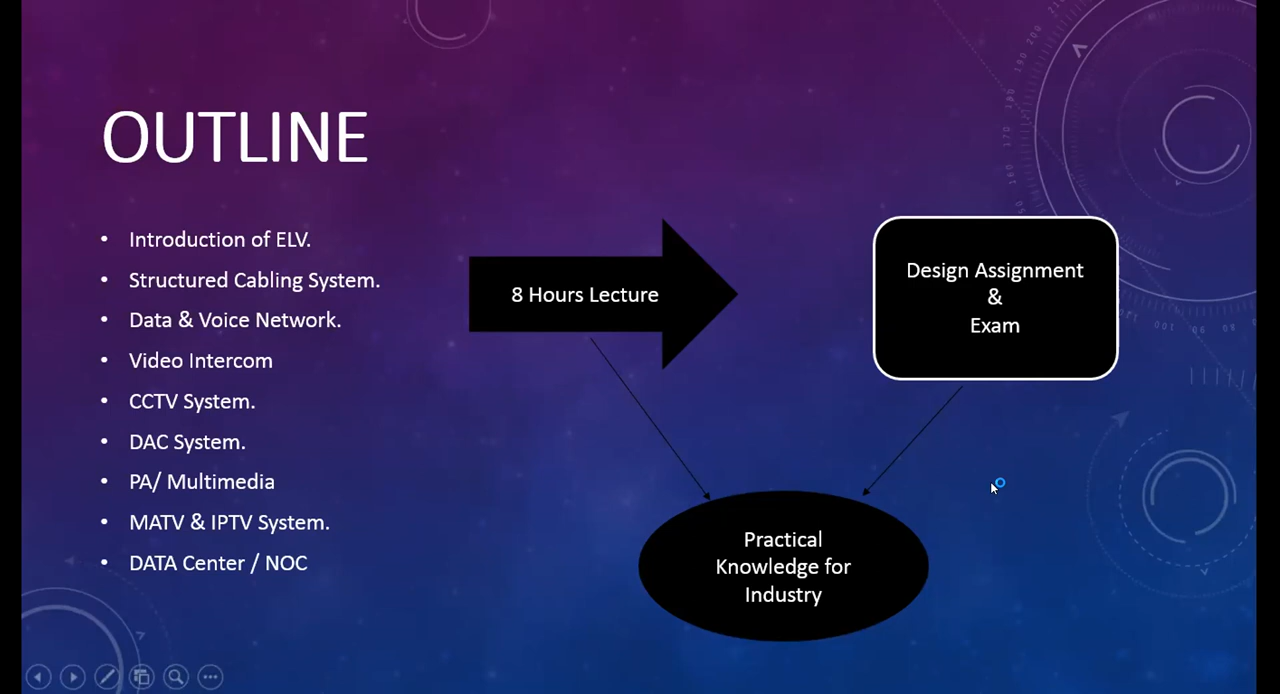 OUTLINE
• Introduction of ELV.
• Structured Cabling System.
• Data & Voice Network.
• Video Intercom
• CCTV System.
• DAC System.
• PA/ Multimedia
• MATV & IPTV System.
• DATA Center / NOC
8 Hours Lecture
Design Assignment
&
Exam
Practical
Knowledge for
Industry